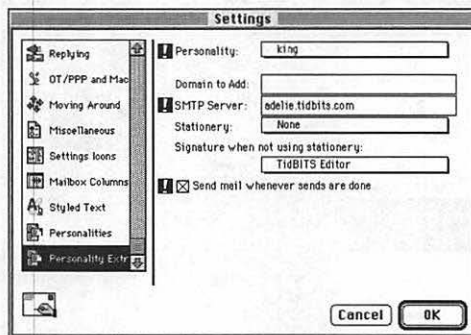 Settings
Replying
OT/PPP and Mac
Moving Around
Miscellaneous
Settings Icons
Mailbox Columns
Styled Text
Personalities
Personality Extr
Personality: king
Domain to Add:
SMTP Server: adelie.tidbits.com
Stationery: None
Signature when not using stationery:
TidBITS Editor
Send mail whenever sends are done
Cancel OK